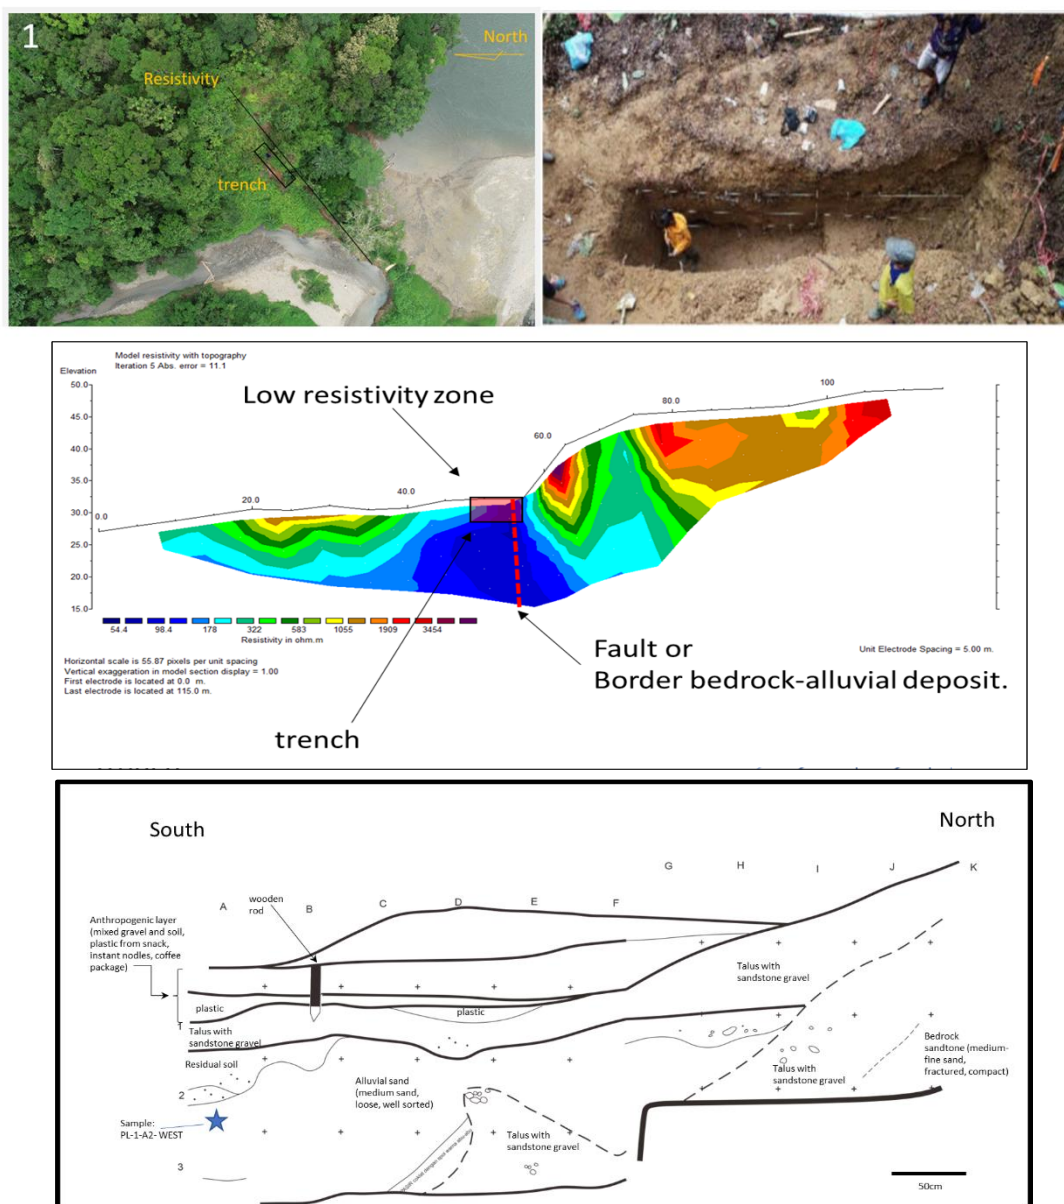 1
North
Resistivity
trench
Model resistivity with topography
Iteration 5 Abs. error = 11.1
Elevation
50.0
45.0
40.0
35.0
30.0
25.0
20.0
15.0
Low resistivity zone
0.0
20.0
40.0
60.0
80.0
100
54.4 98.4 178 322 583 1055 1909 3454
Resistivity in ohm.m
Horizontal scale is 55.87 pixels per unit spacing
Vertical exaggeration in model section display = 1.00
First electrode is located at 0.0 m.
Last electrode is located at 115.0 m.
Unit Electrode Spacing = 5.00 m.
Fault or
Border bedrock-alluvial deposit.
trench
South
North
A B C D E F G H I J K
wooden
rod
Anthropogenic layer
(mixed gravel and soil,
plastic from snack,
instant nodles, coffee
package)
plastic
plastic
1
Talus with
sandstone gravel
Residual soil
2
Sample:
PL-1-A2- WEST
3
Alluvial sand
(medium sand,
loose, well sorted)
Talus with
sandstone gravel
Talus with
sandstone gravel
Talus with
sandstone gravel
Bedrock
sandtone (medium-
fine sand,
fractured, compact)
50cm